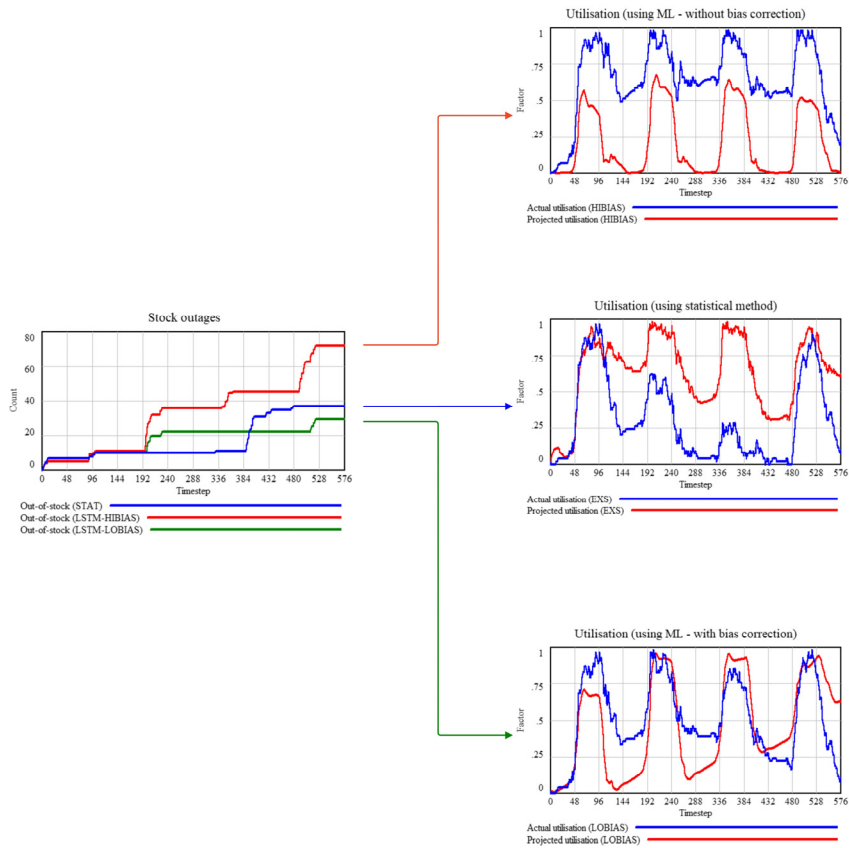 Utilisation (using ML - without bias correction)
1
.75
.5
.25
0
Factor
0 48 96 144 192 240 288 336 384 432 480 528 576
Timestep
Actual utilisation (HIBIAS)
Projected utilisation (HIBIAS)
Stock outages
80
60
40
20
0
Count
0 48 96 144 192 240 288 336 384 432 480 528 576
Timestep
Out-of-stock (STAT)
Out-of-stock (LSTM-HIBIAS)
Out-of-stock (LSTM-LOBIAS)
Utilisation (using statistical method)
1
.75
.5
.25
0
Factor
0 48 96 144 192 240 288 336 384 432 480 528 576
Timestep
Actual utilisation (EXS)
Projected utilisation (EXS)
Utilisation (using ML - with bias correction)
1
.75
.5
.25
0
Factor
0 48 96 144 192 240 288 336 384 432 480 528 576
Timestep
Actual utilisation (LOBIAS)
Projected utilisation (LOBIAS)